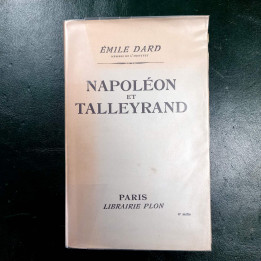 ÉMILE DARD
NAPOLÉON
ET
TALLEYRAND
PARIS
LIBRAIRIE PLON